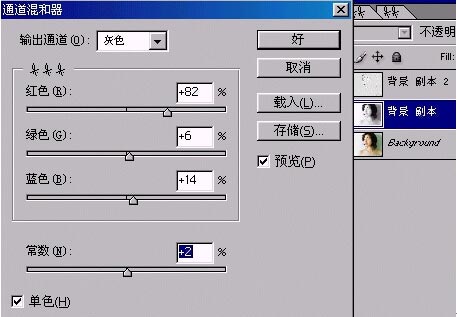 通道混和器
输出通道(O): 灰色
好
取消
载入(L)...
存储(S)...
预览(P)
红色(R): +82 %
绿色(G): +6 %
蓝色(B): +14 %
常数(N) +2 %
单色(H)
不透明
Fill:
背景 副本 2
背景 副本
Background